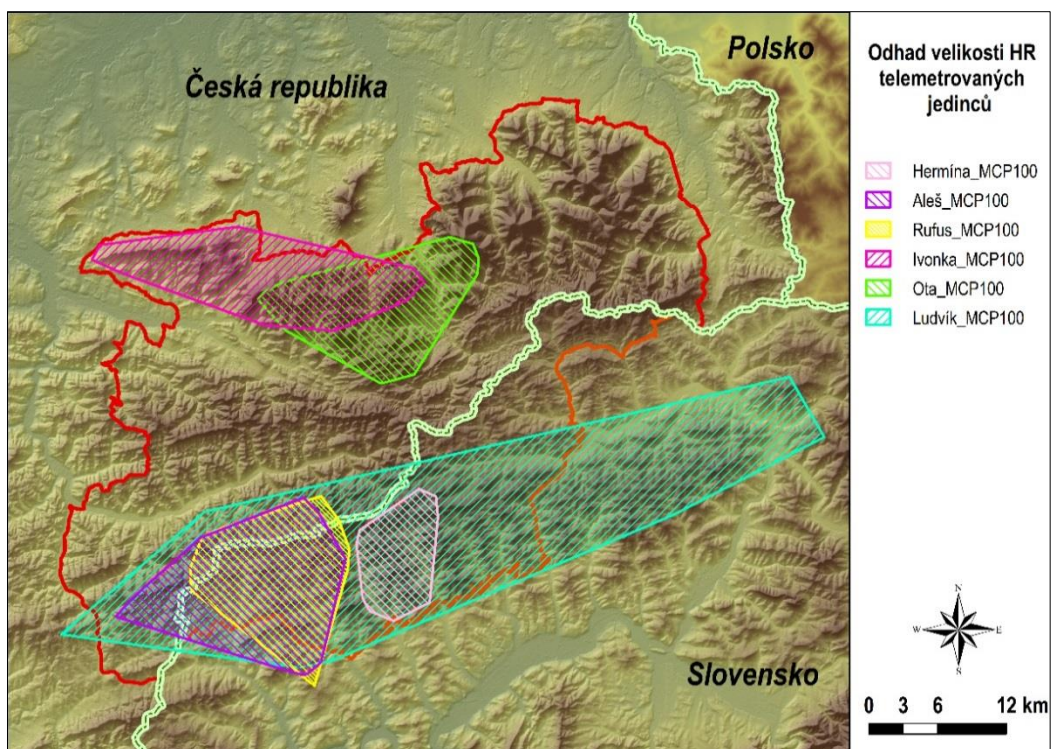 Polsko
Česká republika
Slovensko
Odhad velikosti HR
telemetrovaných
jedinců
Hermína_MCP100
Aleš_MCP100
Rufus_MCP100
Ivonka_MCP100
Ota_MCP100
Ludvík_MCP100
N
W E
S
0 3 6 12 km